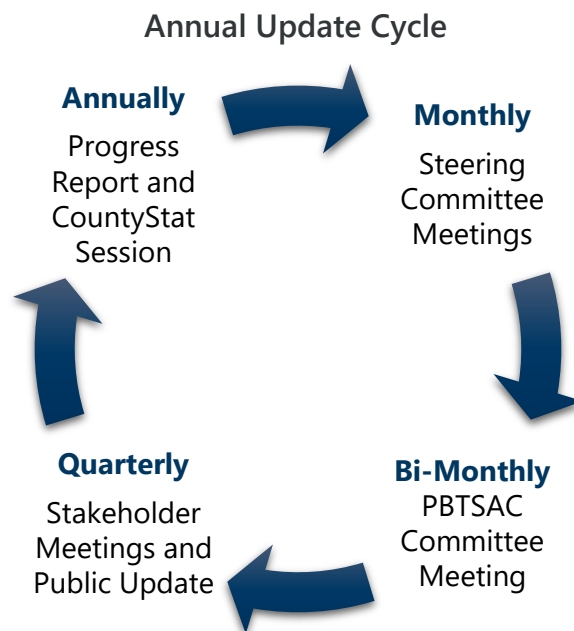 Annual Update Cycle
Annually
Progress
Report and
CountyStat
Session
Monthly
Steering
Committee
Meetings
Bi-Monthly
PBTSAC
Committee
Meeting
Quarterly
Stakeholder
Meetings and
Public Update